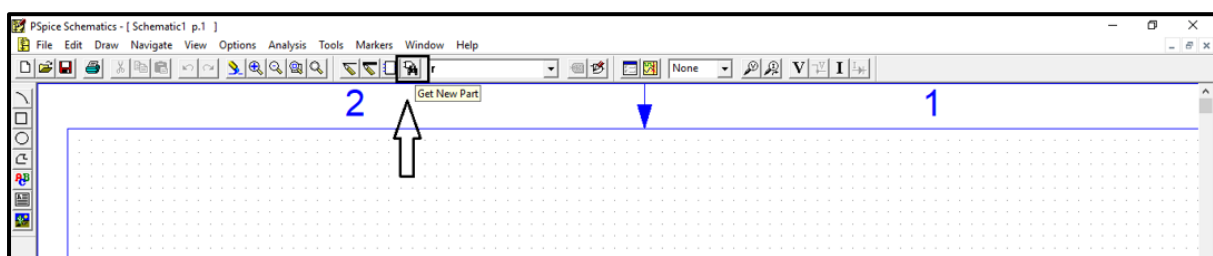 PSpice Schematics - [ Schematic1 p.1 ]
File Edit Draw Navigate View Options Analysis Tools Markers Window Help
r None V V I
Get New Part
2 1